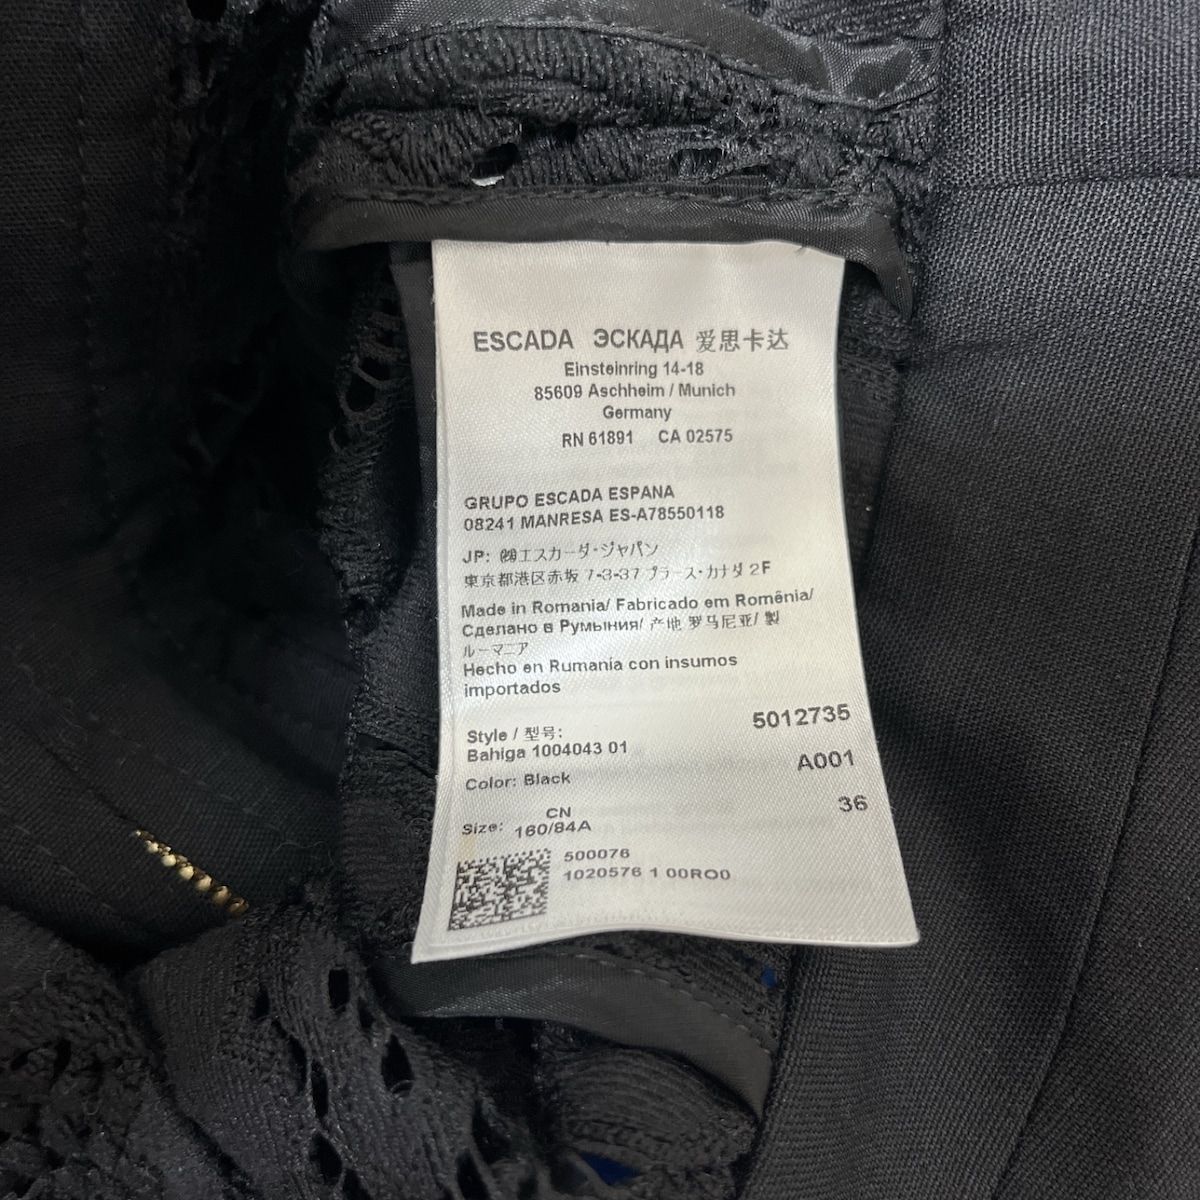 ESCADA ЭСКАДА 爱思卡达
Einsteinring 14-18
85609 Aschheim / Munich
Germany
RN 61891 CA 02575
GRUPO ESCADA ESPANA
08241 MANRESA ES-A78550118
JP: ㈱エスカーダ・ジャパン
東京都港区赤坂 7-3-37 プラース・カナダ 2F
Made in Romania/ Fabricado em Romênia/
Сделано в Румыния/ 产地 罗马尼亚/ 製
ルーマニア
Hecho en Rumanía con insumos
importados
Style / 型号: 5012735
Bahiga 1004043 01
Color: Black A001
CN 36
Size: 160/84A
500076
1020576 1 00RO0